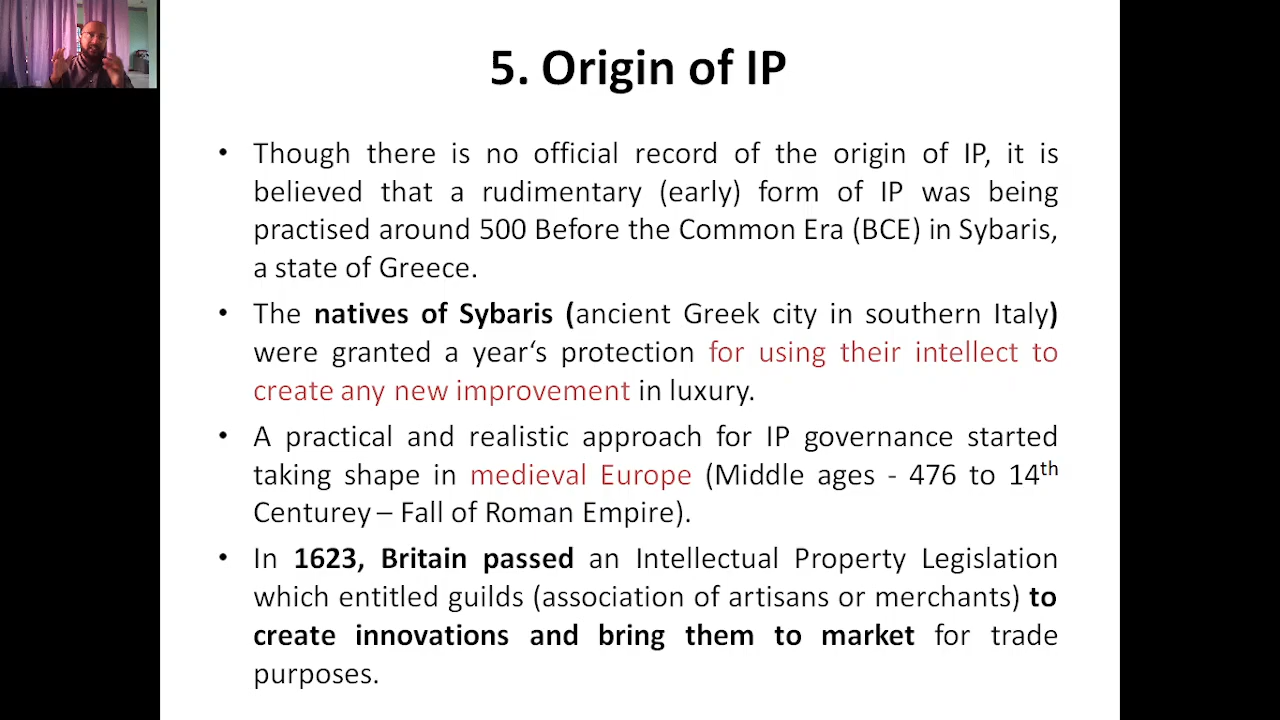 5. Origin of IP
• Though there is no official record of the origin of IP, it is
believed that a rudimentary (early) form of IP was being
practised around 500 Before the Common Era (BCE) in Sybaris,
a state of Greece.
• The natives of Sybaris (ancient Greek city in southern Italy)
were granted a year‘s protection for using their intellect to
create any new improvement in luxury.
• A practical and realistic approach for IP governance started
taking shape in medieval Europe (Middle ages - 476 to 14th
Centurey – Fall of Roman Empire).
• In 1623, Britain passed an Intellectual Property Legislation
which entitled guilds (association of artisans or merchants) to
create innovations and bring them to market for trade
purposes.